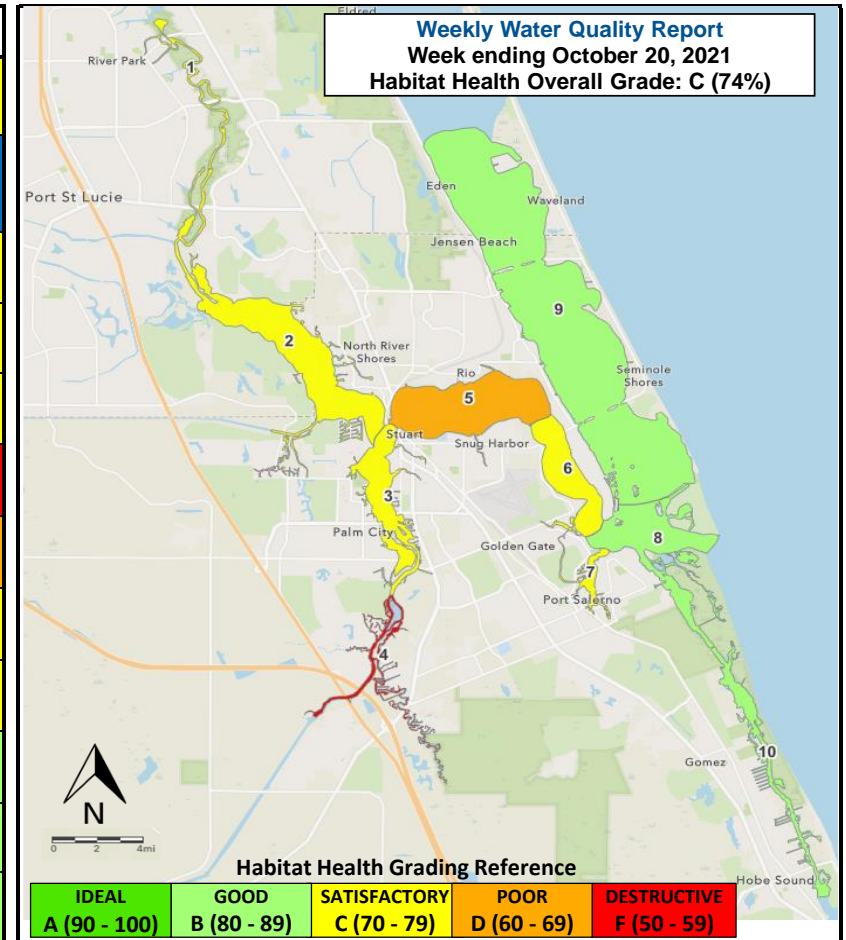 Weekly Water Quality Report
Week ending October 20, 2021
Habitat Health Overall Grade: C (74%)
Eldred
River Park
1
Port St Lucie
Eden
Waveland
Jensen Beach
9
2
North River
Shores
Rio
Seminole
Shores
5
Stuart
Snug Harbor
6
3
Palm City
Golden Gate
8
7
Port Salerno
4
N
0 2 4mi
Gomez
10
Hobe Sound
Habitat Health Grading Reference
IDEAL
A (90 - 100)
GOOD
B (80 - 89)
SATISFACTORY
C (70 - 79)
POOR
D (60 - 69)
DESTRUCTIVE
F (50 - 59)